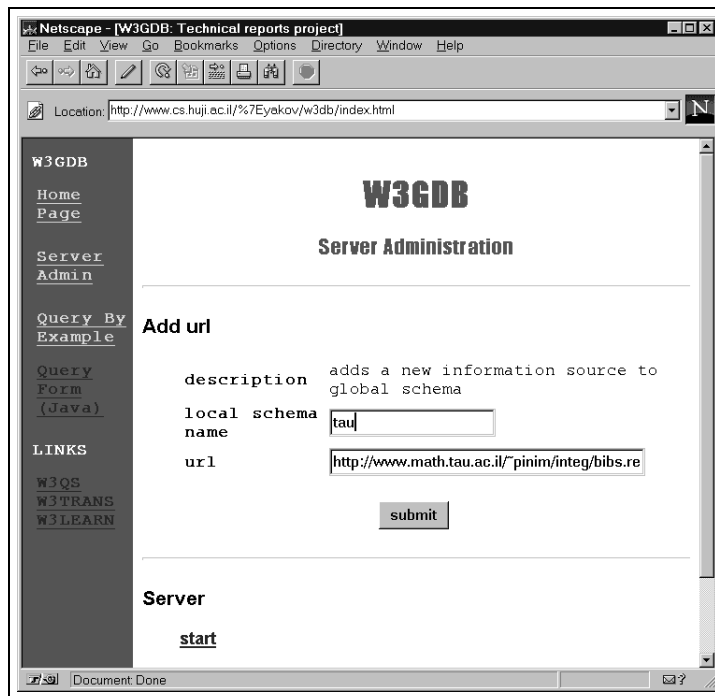 Netscape - [W3GDB: Technical reports project]
File Edit View Go Bookmarks Options Directory Window Help
Location: http://www.cs.huji.ac.il/%7Eyakov/w3db/index.html
N
W3GDB
Home
Page
Server
Admin
Query By
Example
Query
Form
(Java)
LINKS
W3QS
W3TRANS
W3LEARN
W3GDB
Server Administration
Add url
description
adds a new information source to
global schema
local schema
name
tau
url
http://www.math.tau.ac.il/~pinim/integ/bibs.re
submit
Server
start
Document: Done
?